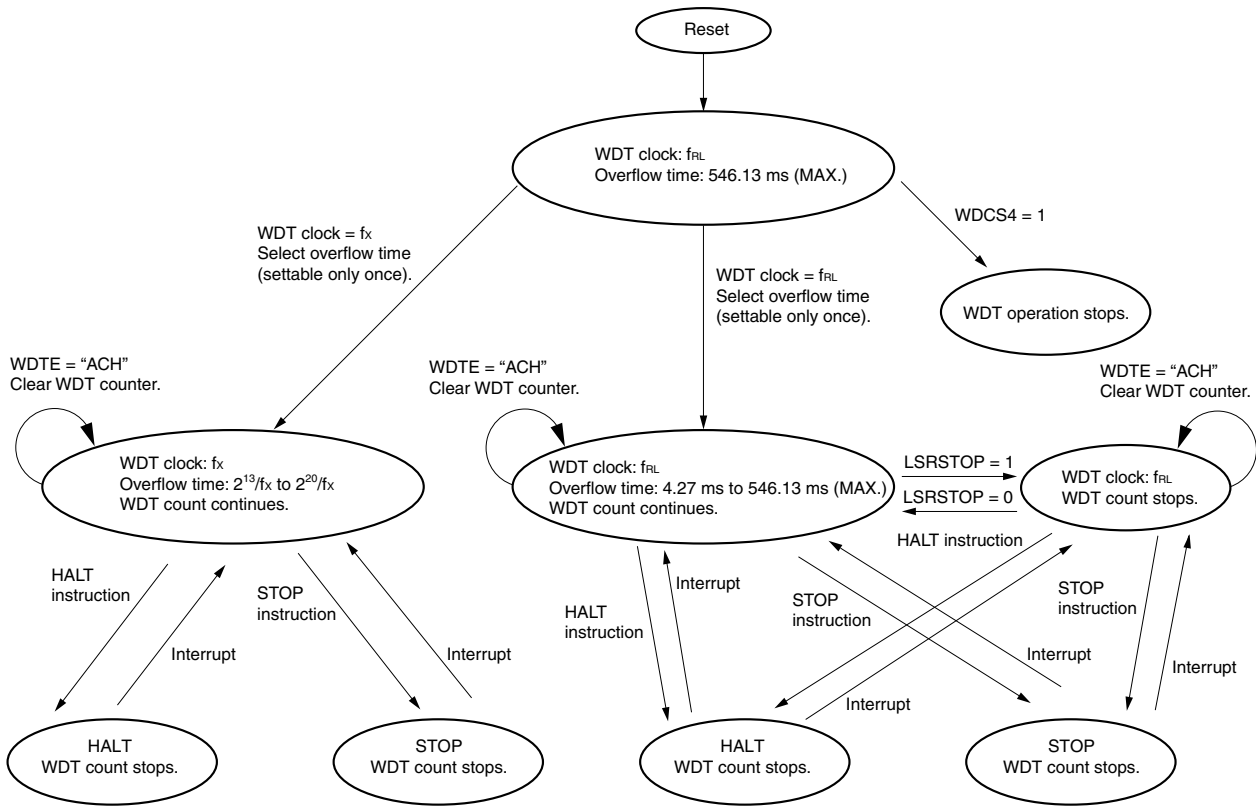 Reset
WDT clock: fRL
Overflow time: 546.13 ms (MAX.)
WDCS4 = 1
WDT clock = fX
Select overflow time
(settable only once).
WDT clock = fRL
Select overflow time
(settable only once).
WDT operation stops.
WDTE = “ACH”
Clear WDT counter.
WDTE = “ACH”
Clear WDT counter.
WDTE = “ACH”
Clear WDT counter.
WDT clock: fX
Overflow time: 2¹³/fX to 2²⁰/fX
WDT count continues.
WDT clock: fRL
Overflow time: 4.27 ms to 546.13 ms (MAX.)
WDT count continues.
LSRSTOP = 1
LSRSTOP = 0
WDT clock: fRL
WDT count stops.
HALT
instruction
Interrupt
STOP
instruction
Interrupt
HALT
instruction
Interrupt
STOP
instruction
Interrupt
HALT instruction
Interrupt
STOP
instruction
Interrupt
HALT
WDT count stops.
STOP
WDT count stops.
HALT
WDT count stops.
STOP
WDT count stops.